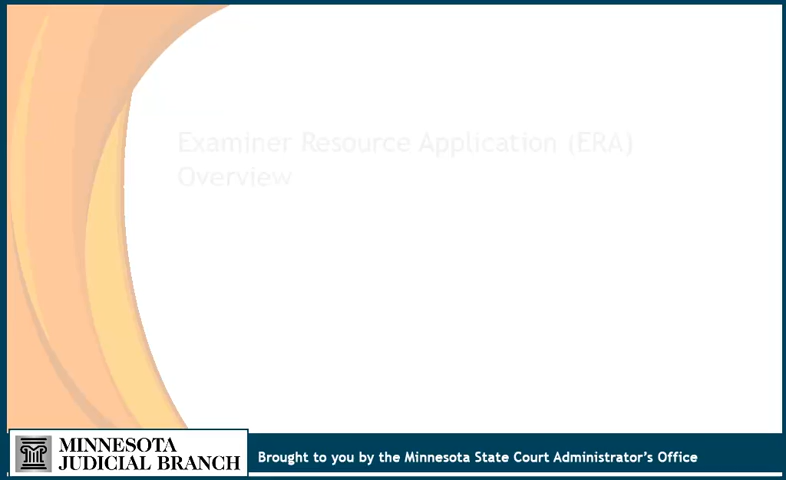 Examiner Resource Application (ERA)
Overview
MINNESOTA
JUDICIAL BRANCH
Brought to you by the Minnesota State Court Administrator's Office